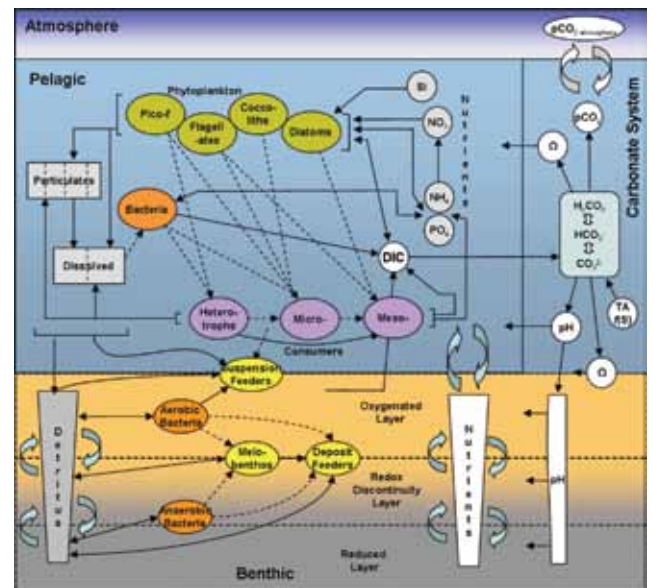 Atmosphere
pCO₂ atmosphere
Pelagic
Phytoplankton
Pico-f
Flagell
-ates
Cocco-
liths
Diatoms
Si
NO₃
NH₄
PO₄
Nutrients
pCO₂
Ω
Carbonate System
Particulates
Bacteria
Dissolved
DIC
H₂CO₃
HCO₃⁻
CO₃²⁻
Hetero-
trophs
Micro-
Meso-
Consumers
pH
TA
f(S)
Ω
Suspension
Feeders
Detritus
Aerobic
Bacteria
Oxygenated
Layer
Meio-
benthos
Deposit
Feeders
Nutrients
pH
Redox
Discontinuity
Layer
Anaerobic
Bacteria
Reduced
Layer
Benthic